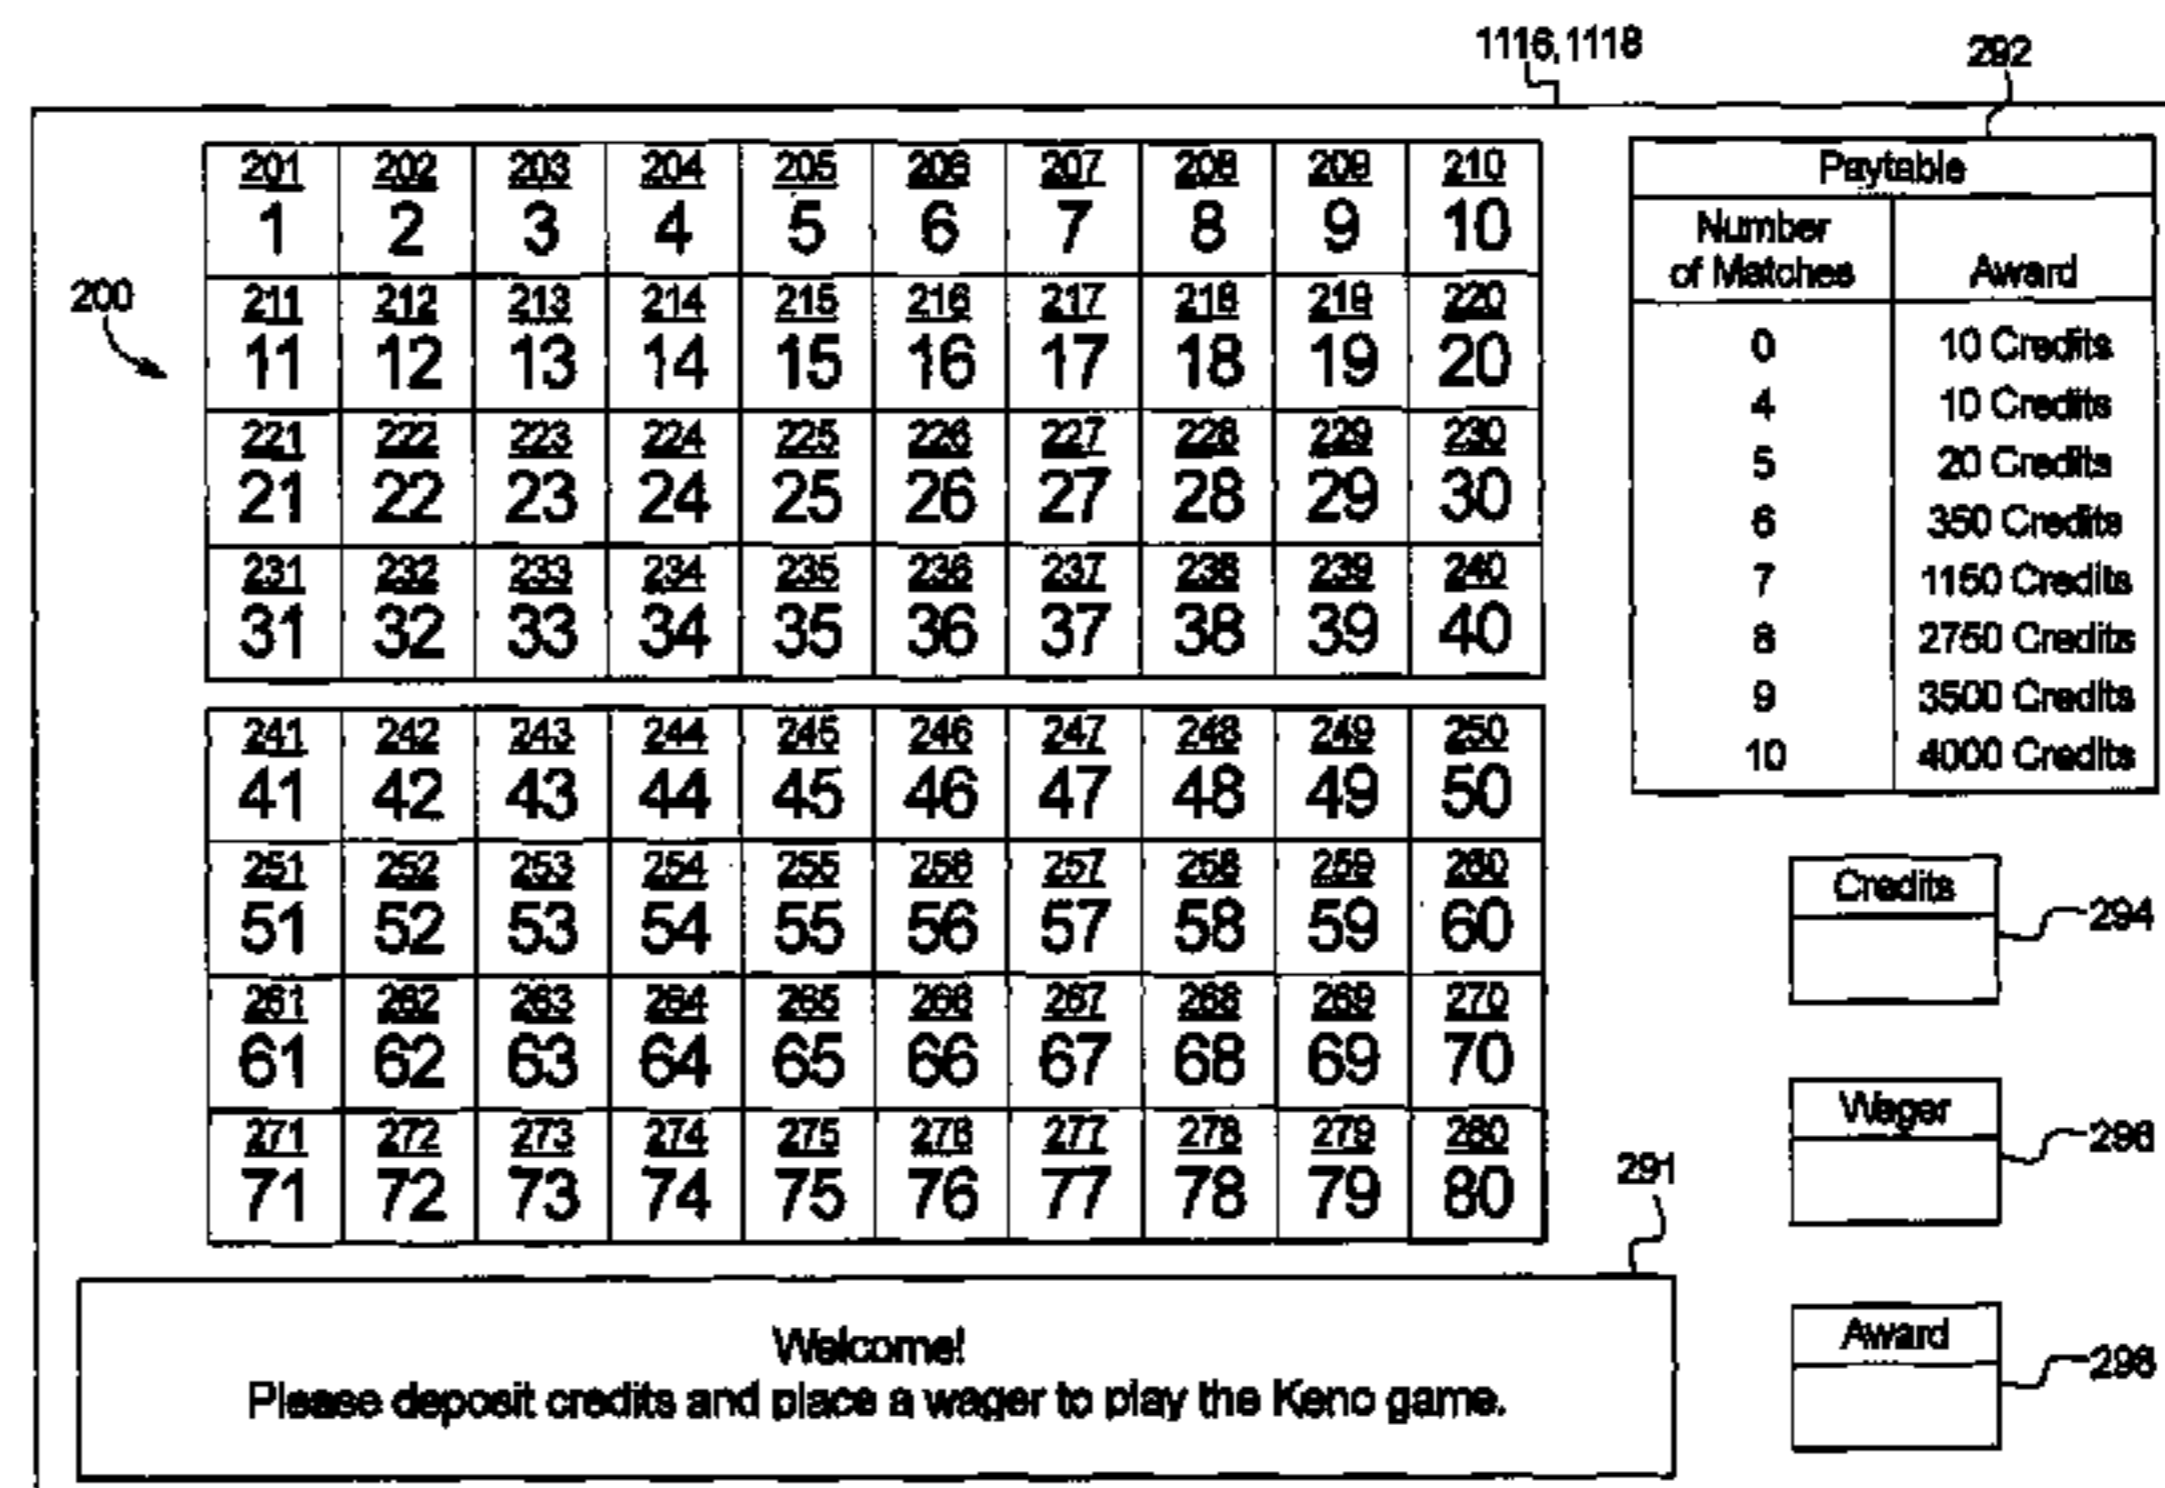 1116, 1118
292
201 202 203 204 205 206 207 208 209 210
1 2 3 4 5 6 7 8 9 10
200
211 212 213 214 215 216 217 218 219 220
11 12 13 14 15 16 17 18 19 20
221 222 223 224 225 226 227 228 229 230
21 22 23 24 25 26 27 28 29 30
231 232 233 234 235 236 237 238 239 240
31 32 33 34 35 36 37 38 39 40
241 242 243 244 245 246 247 248 249 250
41 42 43 44 45 46 47 48 49 50
251 252 253 254 255 256 257 258 259 260
51 52 53 54 55 56 57 58 59 60
261 262 263 264 265 266 267 268 269 270
61 62 63 64 65 66 67 68 69 70
271 272 273 274 275 276 277 278 279 280
71 72 73 74 75 76 77 78 79 80
Paytable
Number
of Matches Award
0 10 Credits
4 10 Credits
5 20 Credits
6 350 Credits
7 1150 Credits
8 2750 Credits
9 3500 Credits
10 4000 Credits
Credits
294
Wager
296
Award
298
291
Welcome!
Please deposit credits and place a wager to play the Keno game.